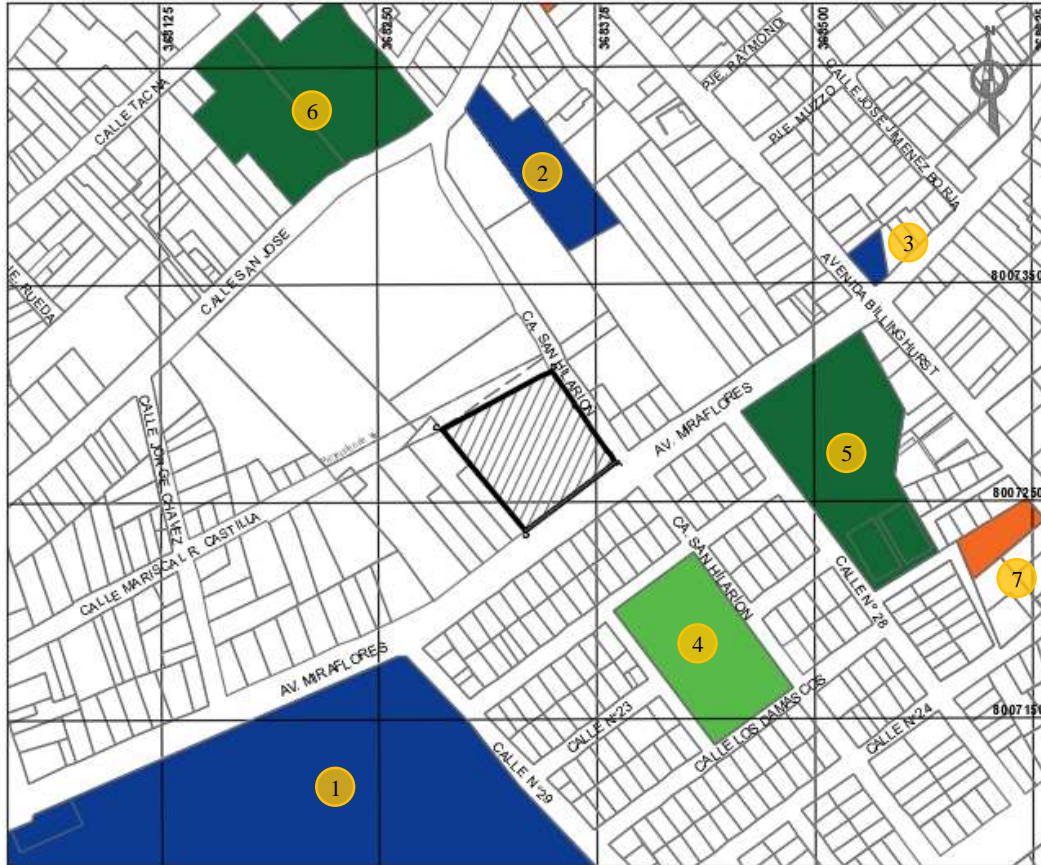 368125
368250
368375
368500
N
PJE. RAYMOND
CALLE TACNA
6
PJE. MUZZO
CALLE JOSE JIMENEZ BORJA
2
3
CALLE SAN JOSE
8007350
AVENIDA BILLINGHURST
CA. SAN HILARION
AV. MIRAFLORES
CALLE JORGE CHAVEZ
5
8007250
CALLE MARISCAL R. CASTILLA
CA. SAN HILARION
CALLE N° 28
7
4
AV. MIRAFLORES
8007150
CALLE N°23
CALLE LOS DAMASCOS
CALLE N°24
CALLE N°29
1